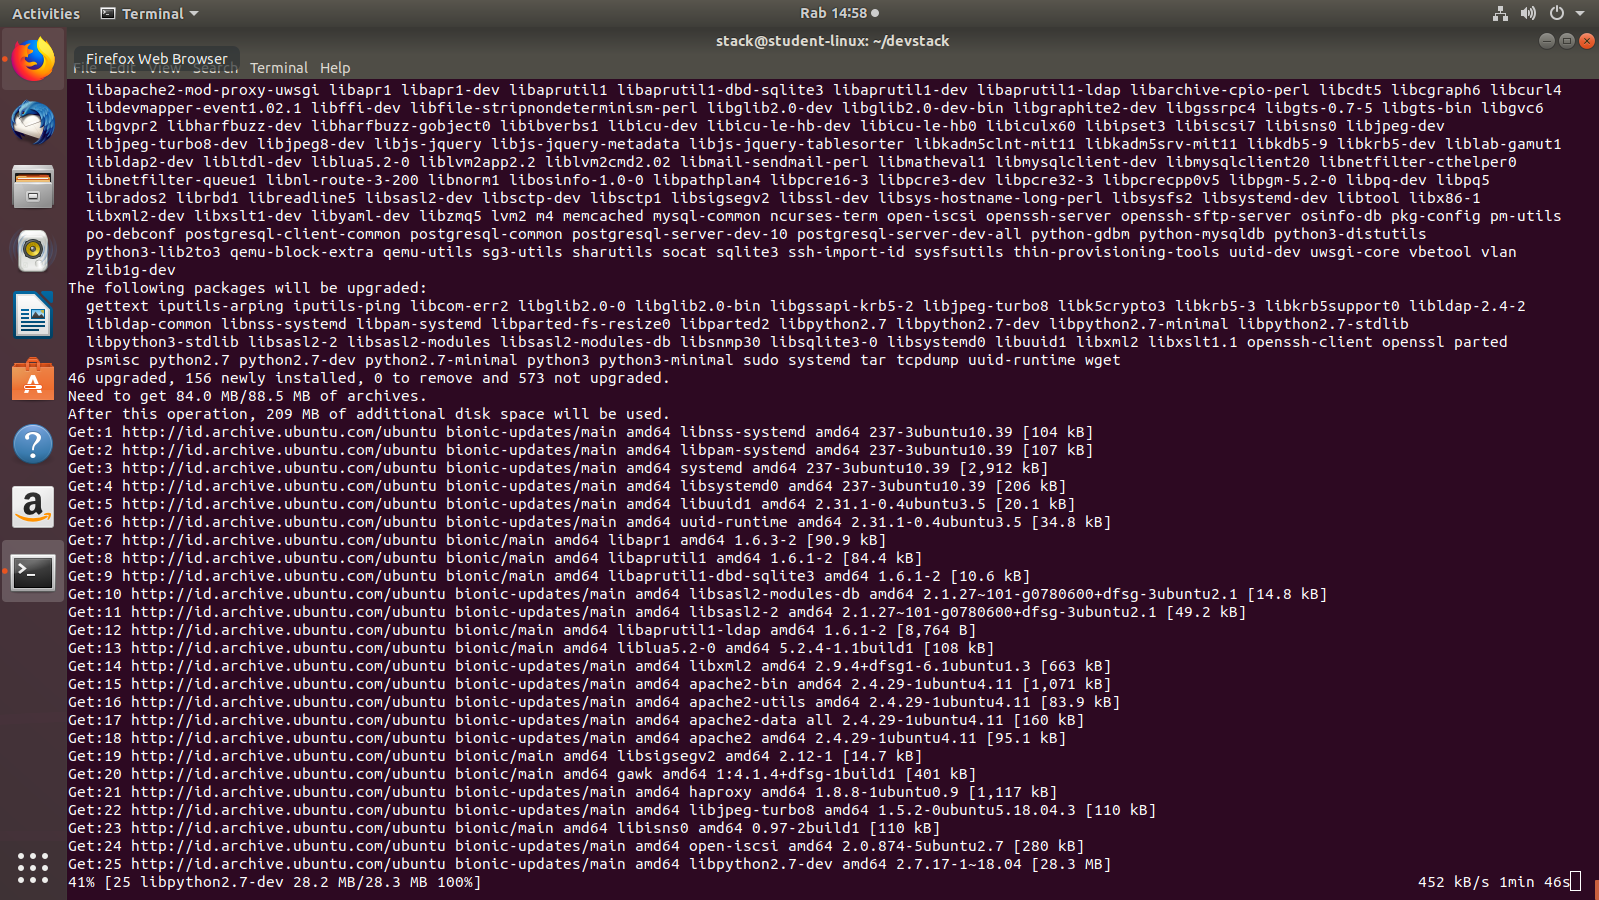 Activities Terminal Rab 14:58
stack@student-linux: ~/devstack
Firefox Web Browser
File Edit View Search Terminal Help
libapache2-mod-proxy-uwsgi libapr1 libapr1-dev libaprutil1 libaprutil1-dbd-sqlite3 libaprutil1-dev libaprutil1-ldap libarchive-cpio-perl libcdt5 libcgraph6 libcurl4
libdevmapper-event1.02.1 libffi-dev libfile-stripnondeterminism-perl libglib2.0-dev libglib2.0-dev-bin libgraphite2-dev libgssrpc4 libgts-0.7-5 libgts-bin libgvc6
libgvpr2 libharfbuzz-dev libharfbuzz-gobject0 libibverbs1 libicu-dev libicu-le-hb-dev libicu-le-hb0 libiculx60 libipset3 libiscsi7 libisns0 libjpeg-dev
libjpeg-turbo8-dev libjpeg8-dev libjs-jquery libjs-jquery-metadata libjs-jquery-tablesorter libkadm5clnt-mit11 libkadm5srv-mit11 libkdb5-9 libkrb5-dev liblab-gamut1
libldap2-dev libltdl-dev liblua5.2-0 liblvm2app2.2 liblvm2cmd2.02 libmail-sendmail-perl libmatheval1 libmysqlclient-dev libmysqlclient20 libnetfilter-cthelper0
libnetfilter-queue1 libnl-route-3-200 libnorm1 libosinfo-1.0-0 libpathplan4 libpcre16-3 libpcre3-dev libpcre32-3 libpcrecpp0v5 libpgm-5.2-0 libpq-dev libpq5
librados2 librbd1 libreadline5 libsasl2-dev libsctp-dev libsctp1 libsigsegv2 libssl-dev libsys-hostname-long-perl libsysfs2 libsystemd-dev libtool libx86-1
libxml2-dev libxslt1-dev libyaml-dev libzmq5 lvm2 m4 memcached mysql-common ncurses-term open-iscsi openssh-server openssh-sftp-server osinfo-db pkg-config pm-utils
po-debconf postgresql-client-common postgresql-common postgresql-server-dev-10 postgresql-server-dev-all python-gdbm python-mysqldb python3-distutils
python3-lib2to3 qemu-block-extra qemu-utils sg3-utils sharutils socat sqlite3 ssh-import-id sysfsutils thin-provisioning-tools uuid-dev uwsgi-core vbetool vlan
zlib1g-dev
The following packages will be upgraded:
gettext iputils-arping iputils-ping libcom-err2 libglib2.0-0 libglib2.0-bin libgssapi-krb5-2 libjpeg-turbo8 libk5crypto3 libkrb5-3 libkrb5support0 libldap-2.4-2
libldap-common libnss-systemd libpam-systemd libparted-fs-resize0 libparted2 libpython2.7 libpython2.7-dev libpython2.7-minimal libpython2.7-stdlib
libpython3-stdlib libsasl2-2 libsasl2-modules libsasl2-modules-db libsnmp30 libsqlite3-0 libsystemd0 libuuid1 libxml2 libxslt1.1 openssh-client openssl parted
psmisc python2.7 python2.7-dev python2.7-minimal python3 python3-minimal sudo systemd tar tcpdump uuid-runtime wget
46 upgraded, 156 newly installed, 0 to remove and 573 not upgraded.
Need to get 84.0 MB/88.5 MB of archives.
After this operation, 209 MB of additional disk space will be used.
Get:1 http://id.archive.ubuntu.com/ubuntu bionic-updates/main amd64 libnss-systemd amd64 237-3ubuntu10.39 [104 kB]
Get:2 http://id.archive.ubuntu.com/ubuntu bionic-updates/main amd64 libpam-systemd amd64 237-3ubuntu10.39 [107 kB]
Get:3 http://id.archive.ubuntu.com/ubuntu bionic-updates/main amd64 systemd amd64 237-3ubuntu10.39 [2,912 kB]
Get:4 http://id.archive.ubuntu.com/ubuntu bionic-updates/main amd64 libsystemd0 amd64 237-3ubuntu10.39 [206 kB]
Get:5 http://id.archive.ubuntu.com/ubuntu bionic-updates/main amd64 libuuid1 amd64 2.31.1-0.4ubuntu3.5 [20.1 kB]
Get:6 http://id.archive.ubuntu.com/ubuntu bionic-updates/main amd64 uuid-runtime amd64 2.31.1-0.4ubuntu3.5 [34.8 kB]
Get:7 http://id.archive.ubuntu.com/ubuntu bionic/main amd64 libapr1 amd64 1.6.3-2 [90.9 kB]
Get:8 http://id.archive.ubuntu.com/ubuntu bionic/main amd64 libaprutil1 amd64 1.6.1-2 [84.4 kB]
Get:9 http://id.archive.ubuntu.com/ubuntu bionic/main amd64 libaprutil1-dbd-sqlite3 amd64 1.6.1-2 [10.6 kB]
Get:10 http://id.archive.ubuntu.com/ubuntu bionic-updates/main amd64 libsasl2-modules-db amd64 2.1.27~101-g0780600+dfsg-3ubuntu2.1 [14.8 kB]
Get:11 http://id.archive.ubuntu.com/ubuntu bionic-updates/main amd64 libsasl2-2 amd64 2.1.27~101-g0780600+dfsg-3ubuntu2.1 [49.2 kB]
Get:12 http://id.archive.ubuntu.com/ubuntu bionic/main amd64 libaprutil1-ldap amd64 1.6.1-2 [8,764 B]
Get:13 http://id.archive.ubuntu.com/ubuntu bionic/main amd64 liblua5.2-0 amd64 5.2.4-1.1build1 [108 kB]
Get:14 http://id.archive.ubuntu.com/ubuntu bionic-updates/main amd64 libxml2 amd64 2.9.4+dfsg1-6.1ubuntu1.3 [663 kB]
Get:15 http://id.archive.ubuntu.com/ubuntu bionic-updates/main amd64 apache2-bin amd64 2.4.29-1ubuntu4.11 [1,071 kB]
Get:16 http://id.archive.ubuntu.com/ubuntu bionic-updates/main amd64 apache2-utils amd64 2.4.29-1ubuntu4.11 [83.9 kB]
Get:17 http://id.archive.ubuntu.com/ubuntu bionic-updates/main amd64 apache2-data all 2.4.29-1ubuntu4.11 [160 kB]
Get:18 http://id.archive.ubuntu.com/ubuntu bionic-updates/main amd64 apache2 amd64 2.4.29-1ubuntu4.11 [95.1 kB]
Get:19 http://id.archive.ubuntu.com/ubuntu bionic/main amd64 libsigsegv2 amd64 2.12-1 [14.7 kB]
Get:20 http://id.archive.ubuntu.com/ubuntu bionic/main amd64 gawk amd64 1:4.1.4+dfsg-1build1 [401 kB]
Get:21 http://id.archive.ubuntu.com/ubuntu bionic-updates/main amd64 haproxy amd64 1.8.8-1ubuntu0.9 [1,117 kB]
Get:22 http://id.archive.ubuntu.com/ubuntu bionic-updates/main amd64 libjpeg-turbo8 amd64 1.5.2-0ubuntu5.18.04.3 [110 kB]
Get:23 http://id.archive.ubuntu.com/ubuntu bionic/main amd64 libisns0 amd64 0.97-2build1 [110 kB]
Get:24 http://id.archive.ubuntu.com/ubuntu bionic-updates/main amd64 open-iscsi amd64 2.0.874-5ubuntu2.7 [280 kB]
Get:25 http://id.archive.ubuntu.com/ubuntu bionic-updates/main amd64 libpython2.7-dev amd64 2.7.17-1~18.04 [28.3 MB]
41% [25 libpython2.7-dev 28.2 MB/28.3 MB 100%] 452 kB/s 1min 46s